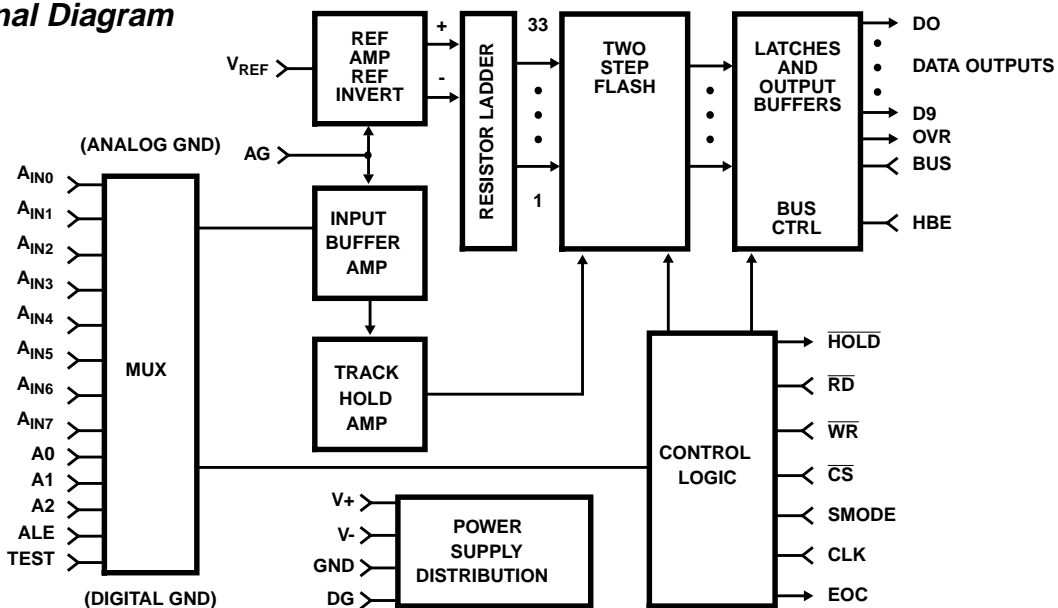 nal Diagram
REF
AMP
REF
INVERT
+
-
RESISTOR LADDER
33
1
TWO
STEP
FLASH
LATCHES
AND
OUTPUT
BUFFERS
BUS
CTRL
DO
DATA OUTPUTS
D9
OVR
BUS
HBE
VREF
AG
(ANALOG GND)
AIN0
AIN1
AIN2
AIN3
AIN4
AIN5
AIN6
AIN7
A0
A1
A2
ALE
TEST
MUX
(DIGITAL GND)
INPUT
BUFFER
AMP
TRACK
HOLD
AMP
V+
V-
GND
DG
POWER
SUPPLY
DISTRIBUTION
CONTROL
LOGIC
HOLD
RD
WR
CS
SMODE
CLK
EOC